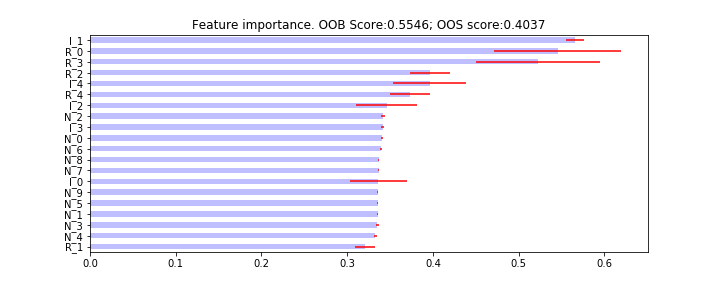 Feature importance. OOB Score:0.5546; OOS score:0.4037
I_1
R_0
R_3
R_2
I_4
R_4
I_2
N_2
I_3
N_0
N_6
N_8
N_7
I_0
N_9
N_5
N_1
N_3
N_4
R_1
0.0 0.1 0.2 0.3 0.4 0.5 0.6